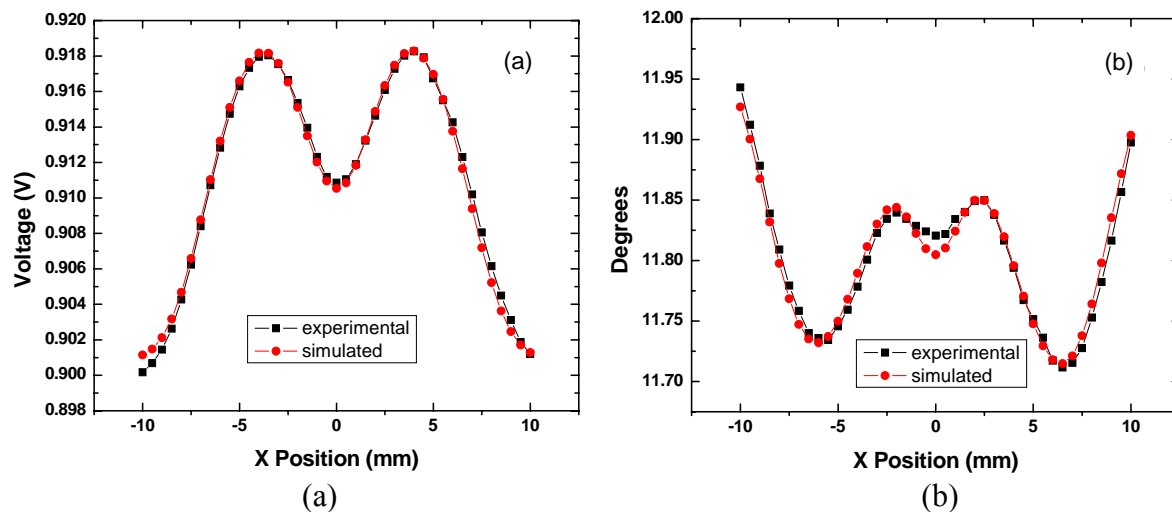 (a)
0.920
0.918
0.916
0.914
0.912
0.910
0.908
0.906
0.904
0.902
0.900
0.898
Voltage (V)
experimental
simulated
-10
-5
0
5
10
X Position (mm)
(a)
(b)
12.00
11.95
11.90
11.85
11.80
11.75
11.70
Degrees
experimental
simulated
-10
-5
0
5
10
X Position (mm)
(b)